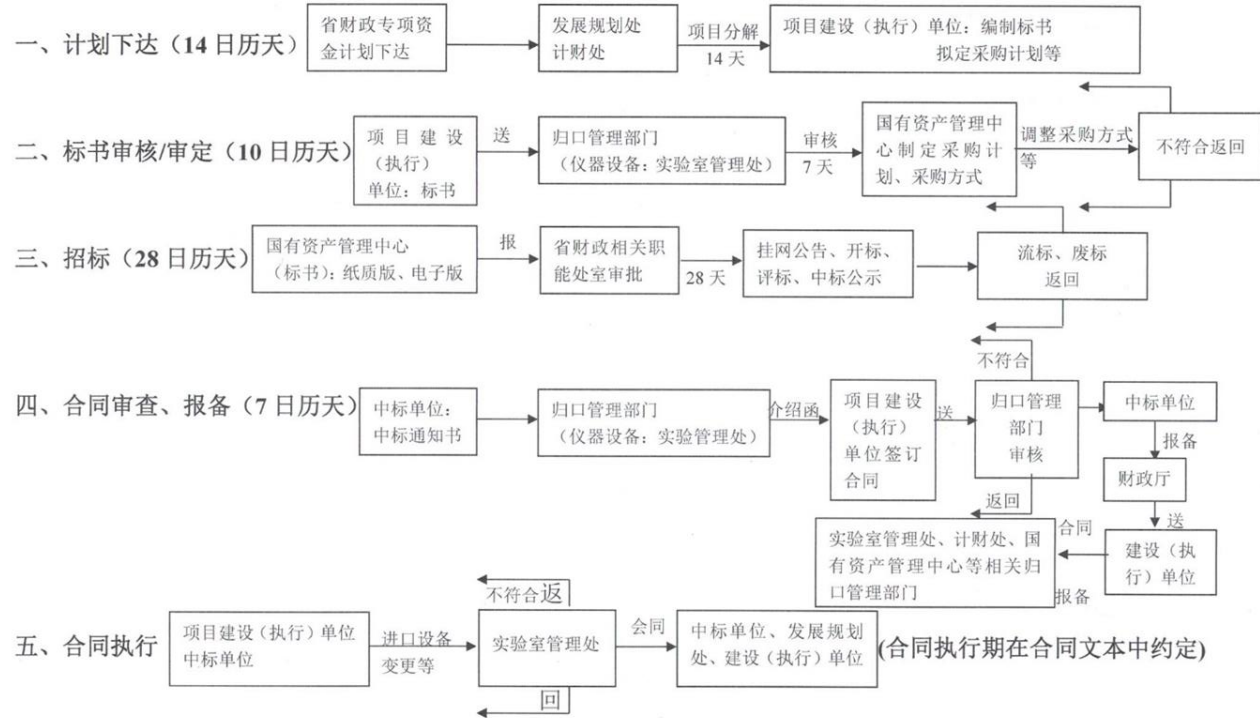 一、计划下达（14 日历天）
省财政专项资
金计划下达
发展规划处
计财处
项目分解
14 天
项目建设（执行）单位：编制标书
拟定采购计划等
二、标书审核/审定（10 日历天）
项目建设
（执行）
单位：标书
送
归口管理部门
（仪器设备：实验室管理处）
审核
7 天
国有资产管理中
心制定采购计
划、采购方式
调整采购方式
等
不符合返回
三、招标（28 日历天）
国有资产管理中心
（标书）：纸质版、电子版
报
省财政相关职
能处室审批
28 天
挂网公告、开标、
评标、中标公示
流标、废标
返回
四、合同审查、报备（7 日历天）
中标单位：
中标通知书
归口管理部门
（仪器设备：实验管理处）
介绍函
项目建设
（执行）
单位签订
合同
送
不符合
归口管理
部门
审核
返回
中标单位
报备
财政厅
送
建设（执
行）单位
合同
报备
实验室管理处、计财处、国
有资产管理中心等相关归
口管理部门
五、合同执行
项目建设（执行）单位
中标单位
进口设备
变更等
不符合返
实验室管理处
回
会同
中标单位、发展规划
处、建设（执行）单位
(合同执行期在合同文本中约定)